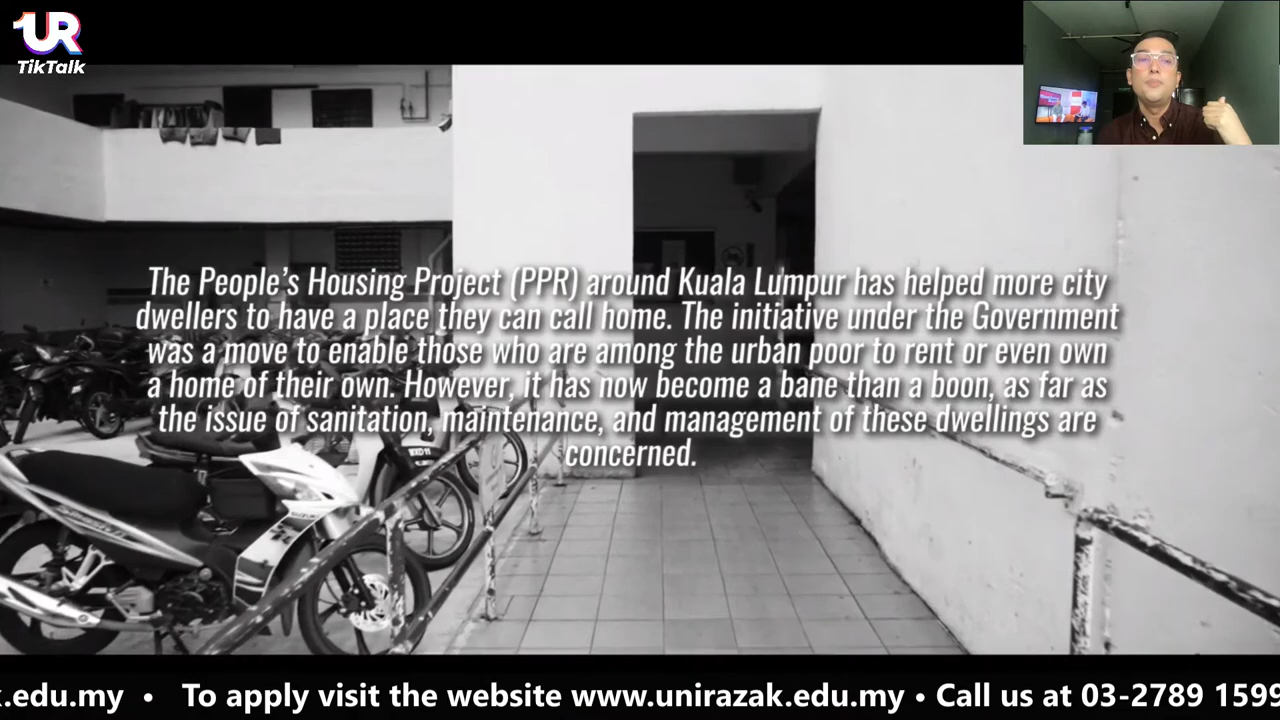 UR
TikTalk
The People's Housing Project (PPR) around Kuala Lumpur has helped more city
dwellers to have a place they can call home. The initiative under the Government
was a move to enable those who are among the urban poor to rent or even own
a home of their own. However, it has now become a bane than a boon, as far as
the issue of sanitation, maintenance, and management of these dwellings are
concerned.
.edu.my • To apply visit the website www.unirazak.edu.my • Call us at 03-2789 1599